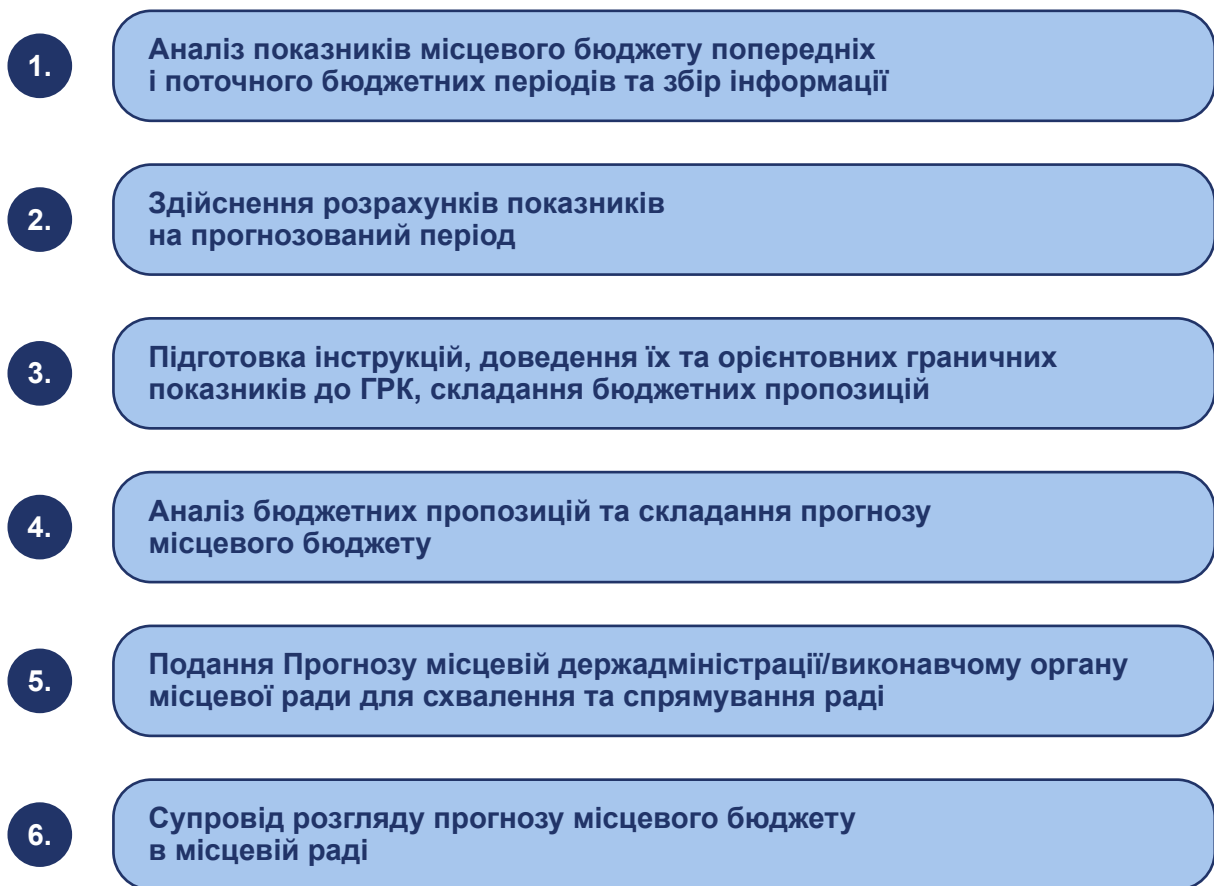 1.
Аналіз показників місцевого бюджету попередніх
і поточного бюджетних періодів та збір інформації
2.
Здійснення розрахунків показників
на прогнозований період
3.
Підготовка інструкцій, доведення їх та орієнтовних граничних
показників до ГРК, складання бюджетних пропозицій
4.
Аналіз бюджетних пропозицій та складання прогнозу
місцевого бюджету
5.
Подання Прогнозу місцевій держадміністрації/виконавчому органу
місцевої ради для схвалення та спрямування раді
6.
Супровід розгляду прогнозу місцевого бюджету
в місцевій раді